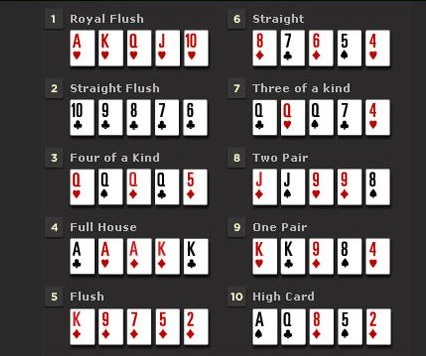 1 Royal Flush
A K Q J 10
2 Straight Flush
10 9 8 7 6
3 Four of a Kind
Q Q Q Q 5
4 Full House
A A A K K
5 Flush
K 9 7 5 2
6 Straight
8 7 6 5 4
7 Three of a kind
Q Q Q 7 4
8 Two Pair
J J 9 9 8
9 One Pair
K K 9 8 4
10 High Card
A Q 8 5 2